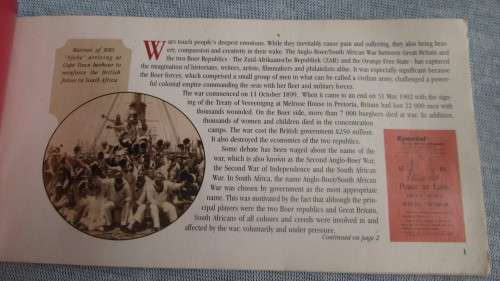 Marines of HMS
"Niobe" arriving at
Cape Town harbour to
reinforce the British
forces in South Africa
Wars touch people's deepest emotions. While they inevitably cause pain and suffering, they also bring brav-
ery, compassion and creativity in their wake. The Anglo-Boer/South African War between Great Britain and
the two Boer Republics - The Zuid-Afrikaansche Republiek (ZAR) and the Orange Free State - has captured
the imagination of historians, writers, artists, filmmakers and philatelists alike. It was especially significant because
the Boer forces, which comprised a small group of men in what can be called a civilian army, challenged a power-
ful colonial empire commanding the seas with her fleet and military forces.
The war commenced on 11 October 1899. When it came to an end on 31 May 1902 with the sign-
ing of the Treaty of Vereeniging at Melrose House in Pretoria, Britain had lost 22 000 men with
thousands wounded. On the Boer side, more than 7 000 burghers died at war. In addition,
thousands of women and children died in the concentration
camps. The war cost the British government £250 million.
It also destroyed the economies of the two republics.
Some debate has been waged about the name of the
war, which is also known as the Second Anglo-Boer War,
the Second War of Independence and the South African
War. In South Africa, the name Anglo-Boer/South African
War was chosen by government as the most appropriate
name. This was motivated by the fact that although the prin-
cipal players were the two Boer republics and Great Britain,
South Africans of all colours and creeds were involved in and
affected by the war, voluntarily and under pressure.
Continued on page 2
Peace at Last
1